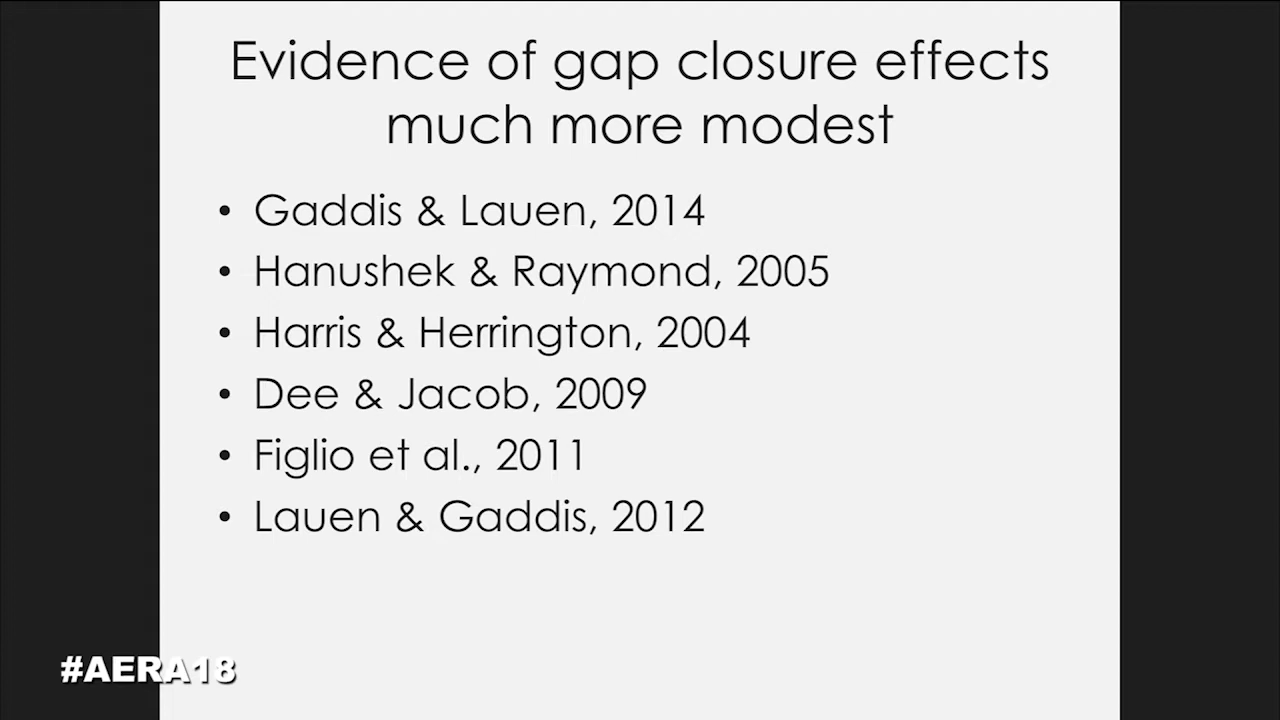 Evidence of gap closure effects
much more modest
• Gaddis & Lauen, 2014
• Hanushek & Raymond, 2005
• Harris & Herrington, 2004
• Dee & Jacob, 2009
• Figlio et al., 2011
• Lauen & Gaddis, 2012
#AERA18